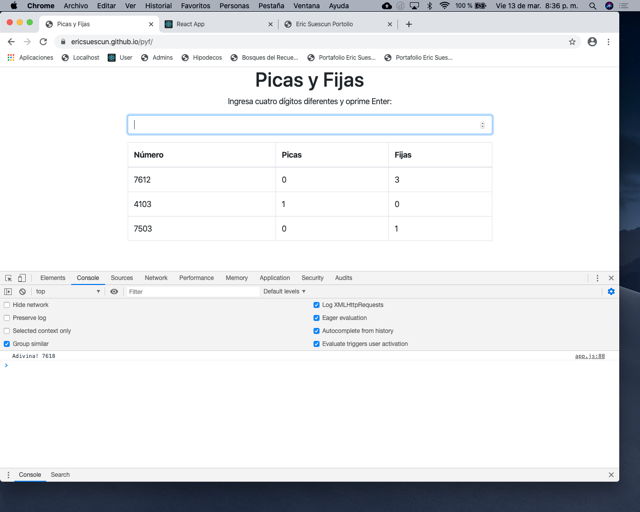 Chrome Archivo Editar Ver Historial Favoritos Personas Pestaña Ventana Ayuda 100 % Vie 13 de mar. 8:36 p. m.
Picas y Fijas React App Eric Suescun Portolio
ericsuescun.github.io/pyf/
Aplicaciones Localhost User Admins Hipodecos Bosques del Recue... Portafolio Eric Sues... Portafolio Eric Sues...
Picas y Fijas
Ingresa cuatro dígitos diferentes y oprime Enter:
Número Picas Fijas
7612 0 3
4103 1 0
7503 0 1
Elements Console Sources Network Performance Memory Application Security Audits
top Filter Default levels
Hide network Log XMLHttpRequests
Preserve log Eager evaluation
Selected context only Autocomplete from history
Group similar Evaluate triggers user activation
Adivina! 7618 app.js:88
Console Search